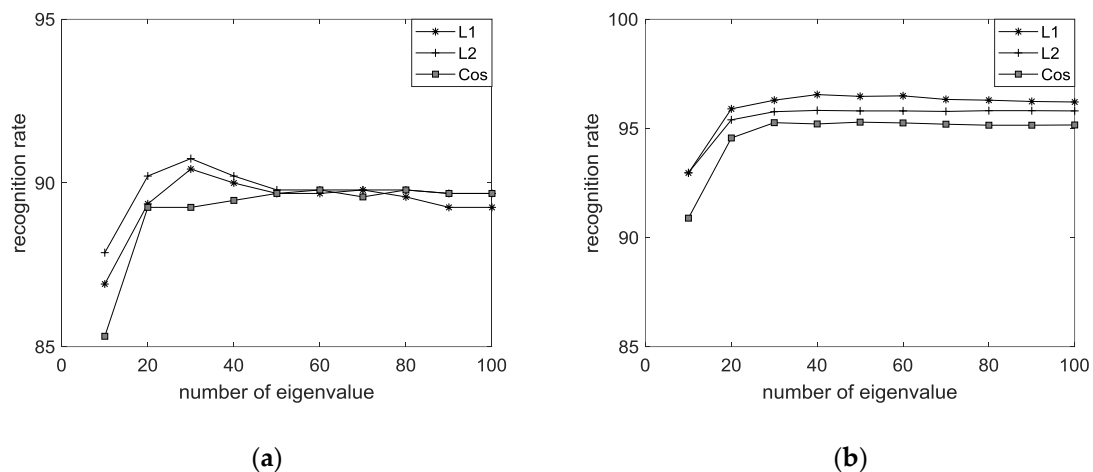 95
90
85
recognition rate
0 20 40 60 80 100
number of eigenvalue
L1
L2
Cos
(a)
100
95
90
85
recognition rate
0 20 40 60 80 100
number of eigenvalue
L1
L2
Cos
(b)